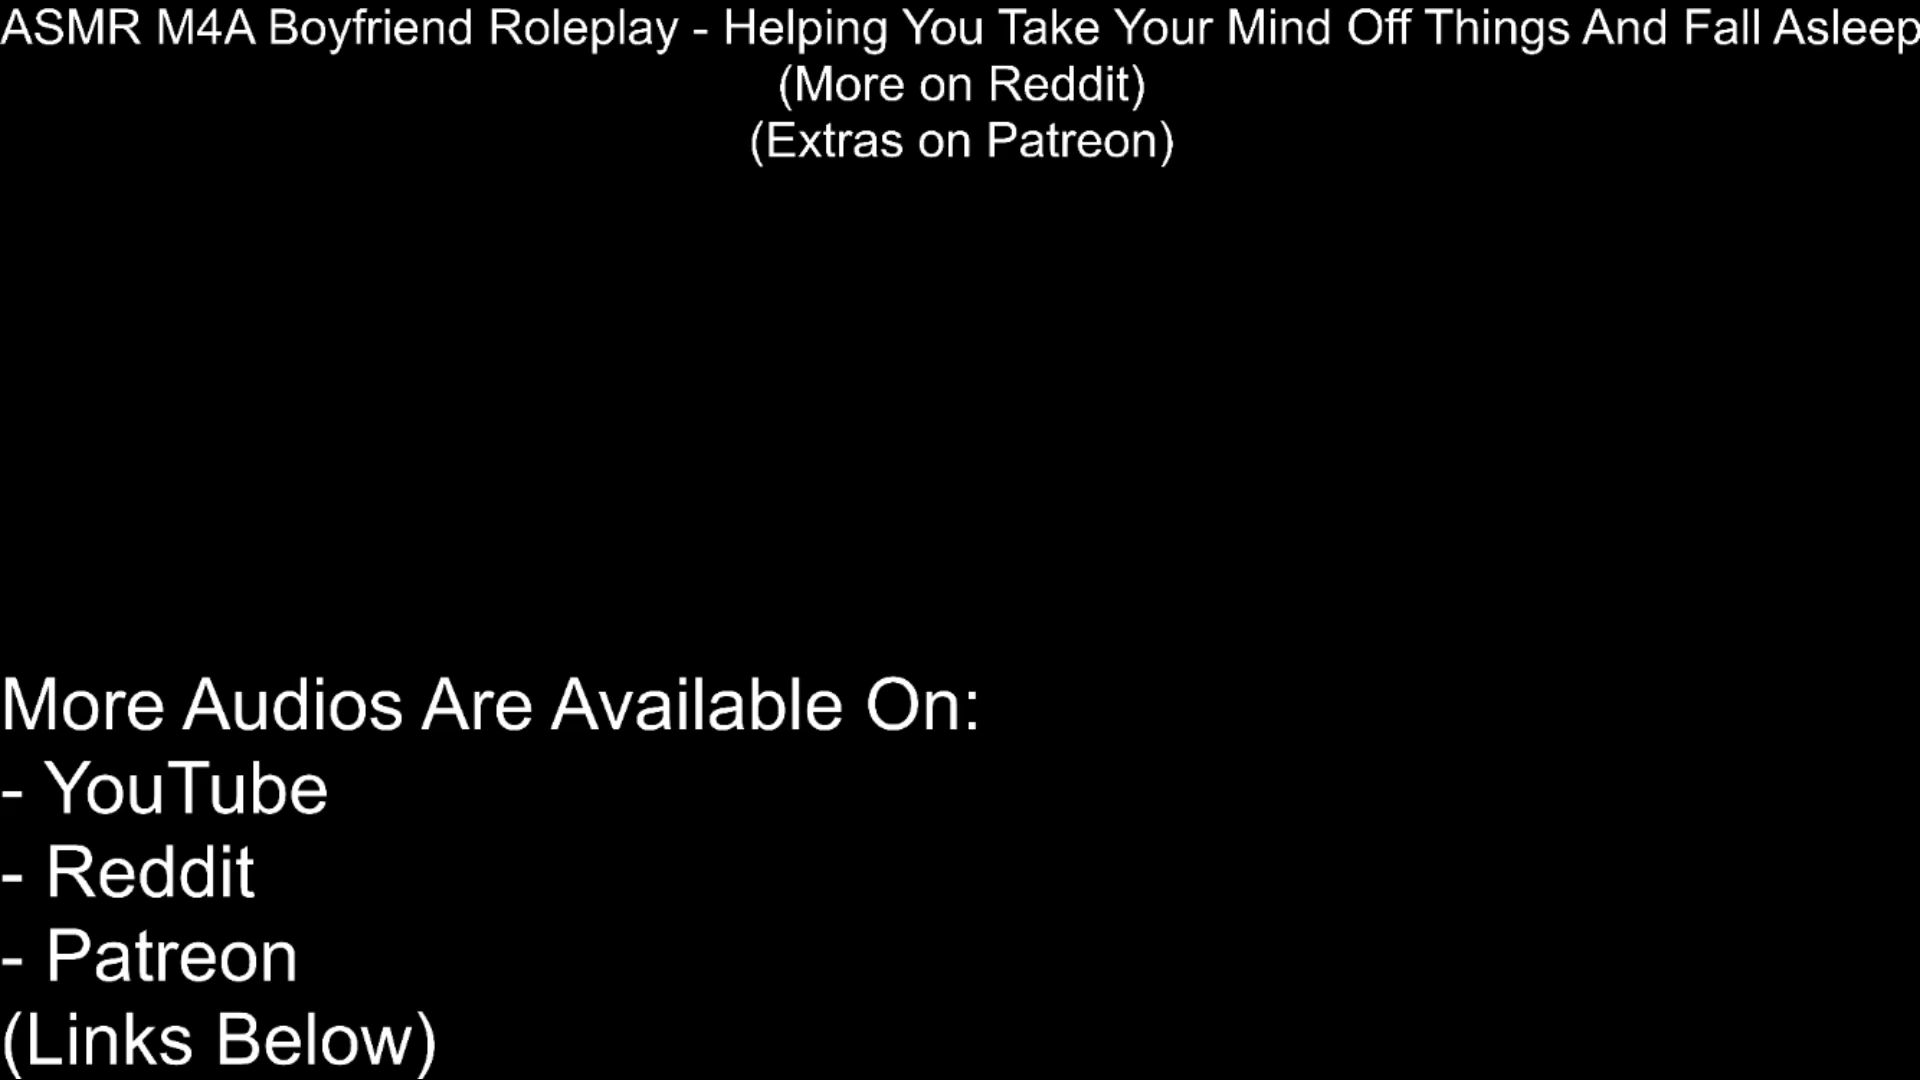 ASMR M4A Boyfriend Roleplay - Helping You Take Your Mind Off Things And Fall Asleep
(More on Reddit)
(Extras on Patreon)
More Audios Are Available On:
- YouTube
- Reddit
- Patreon
(Links Below)